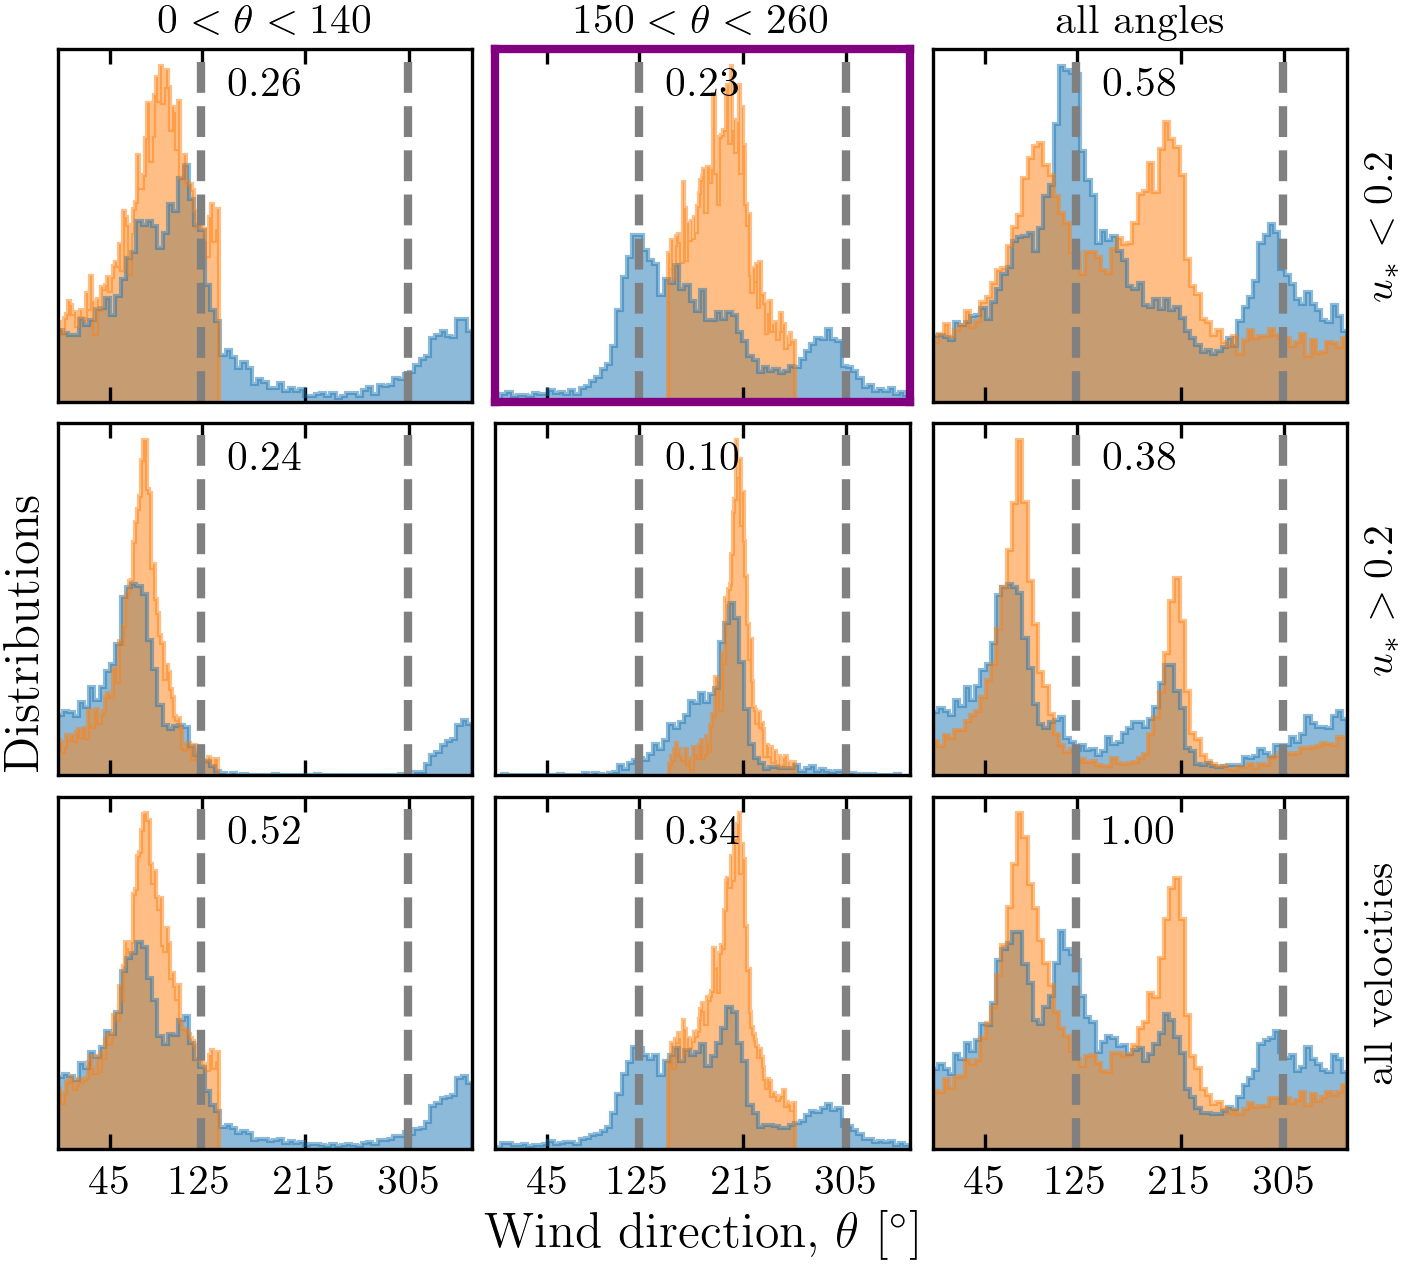 0 < θ < 140
150 < θ < 260
all angles
0.26
0.23
0.58
u* < 0.2
0.24
0.10
0.38
u* > 0.2
Distributions
0.52
0.34
1.00
all velocities
45 125 215 305
45 125 215 305
45 125 215 305
Wind direction, θ [°]